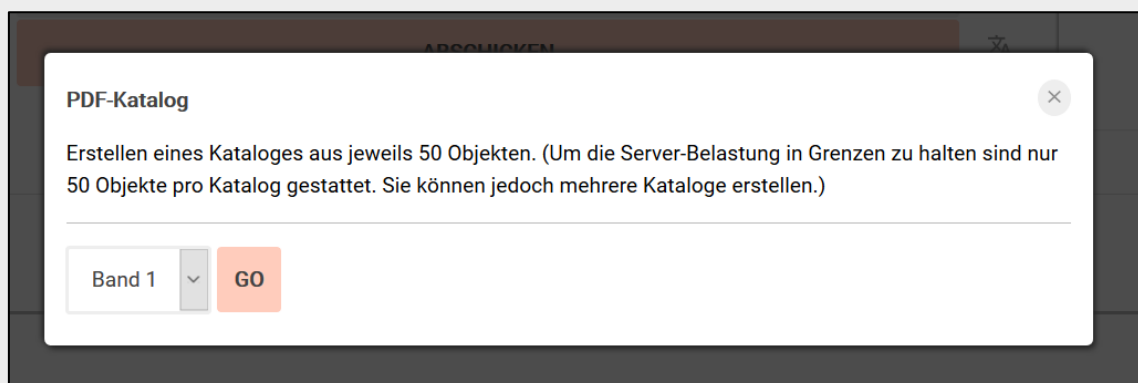 ABSCHICKEN
PDF-Katalog
Erstellen eines Kataloges aus jeweils 50 Objekten. (Um die Server-Belastung in Grenzen zu halten sind nur
50 Objekte pro Katalog gestattet. Sie können jedoch mehrere Kataloge erstellen.)
Band 1
GO